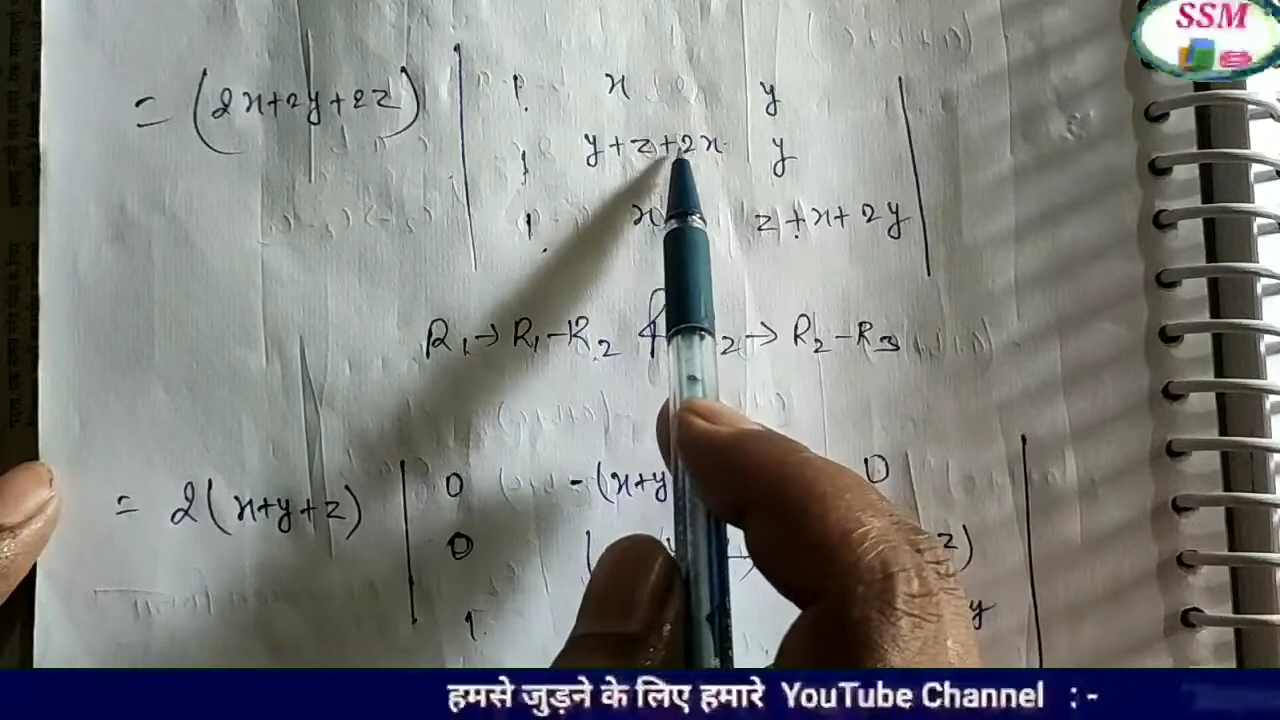 SSM
= (2x+2y+2z) | 1 x y |
| 1 y+z+2x y |
| 1 x z+x+2y |
R₁→R₁-R₂ & 2→R₂-R₃
= 2(x+y+z) | 0 -(x+y 0 |
0 ( z)
1 y
हमसे जुड़ने के लिए हमारे YouTube Channel : -